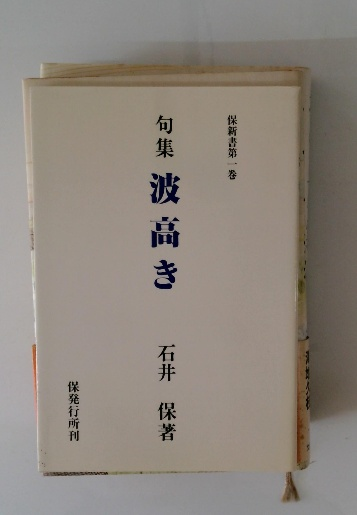 保新書第一巻
句集 波高き
石井 保著
保発行所刊